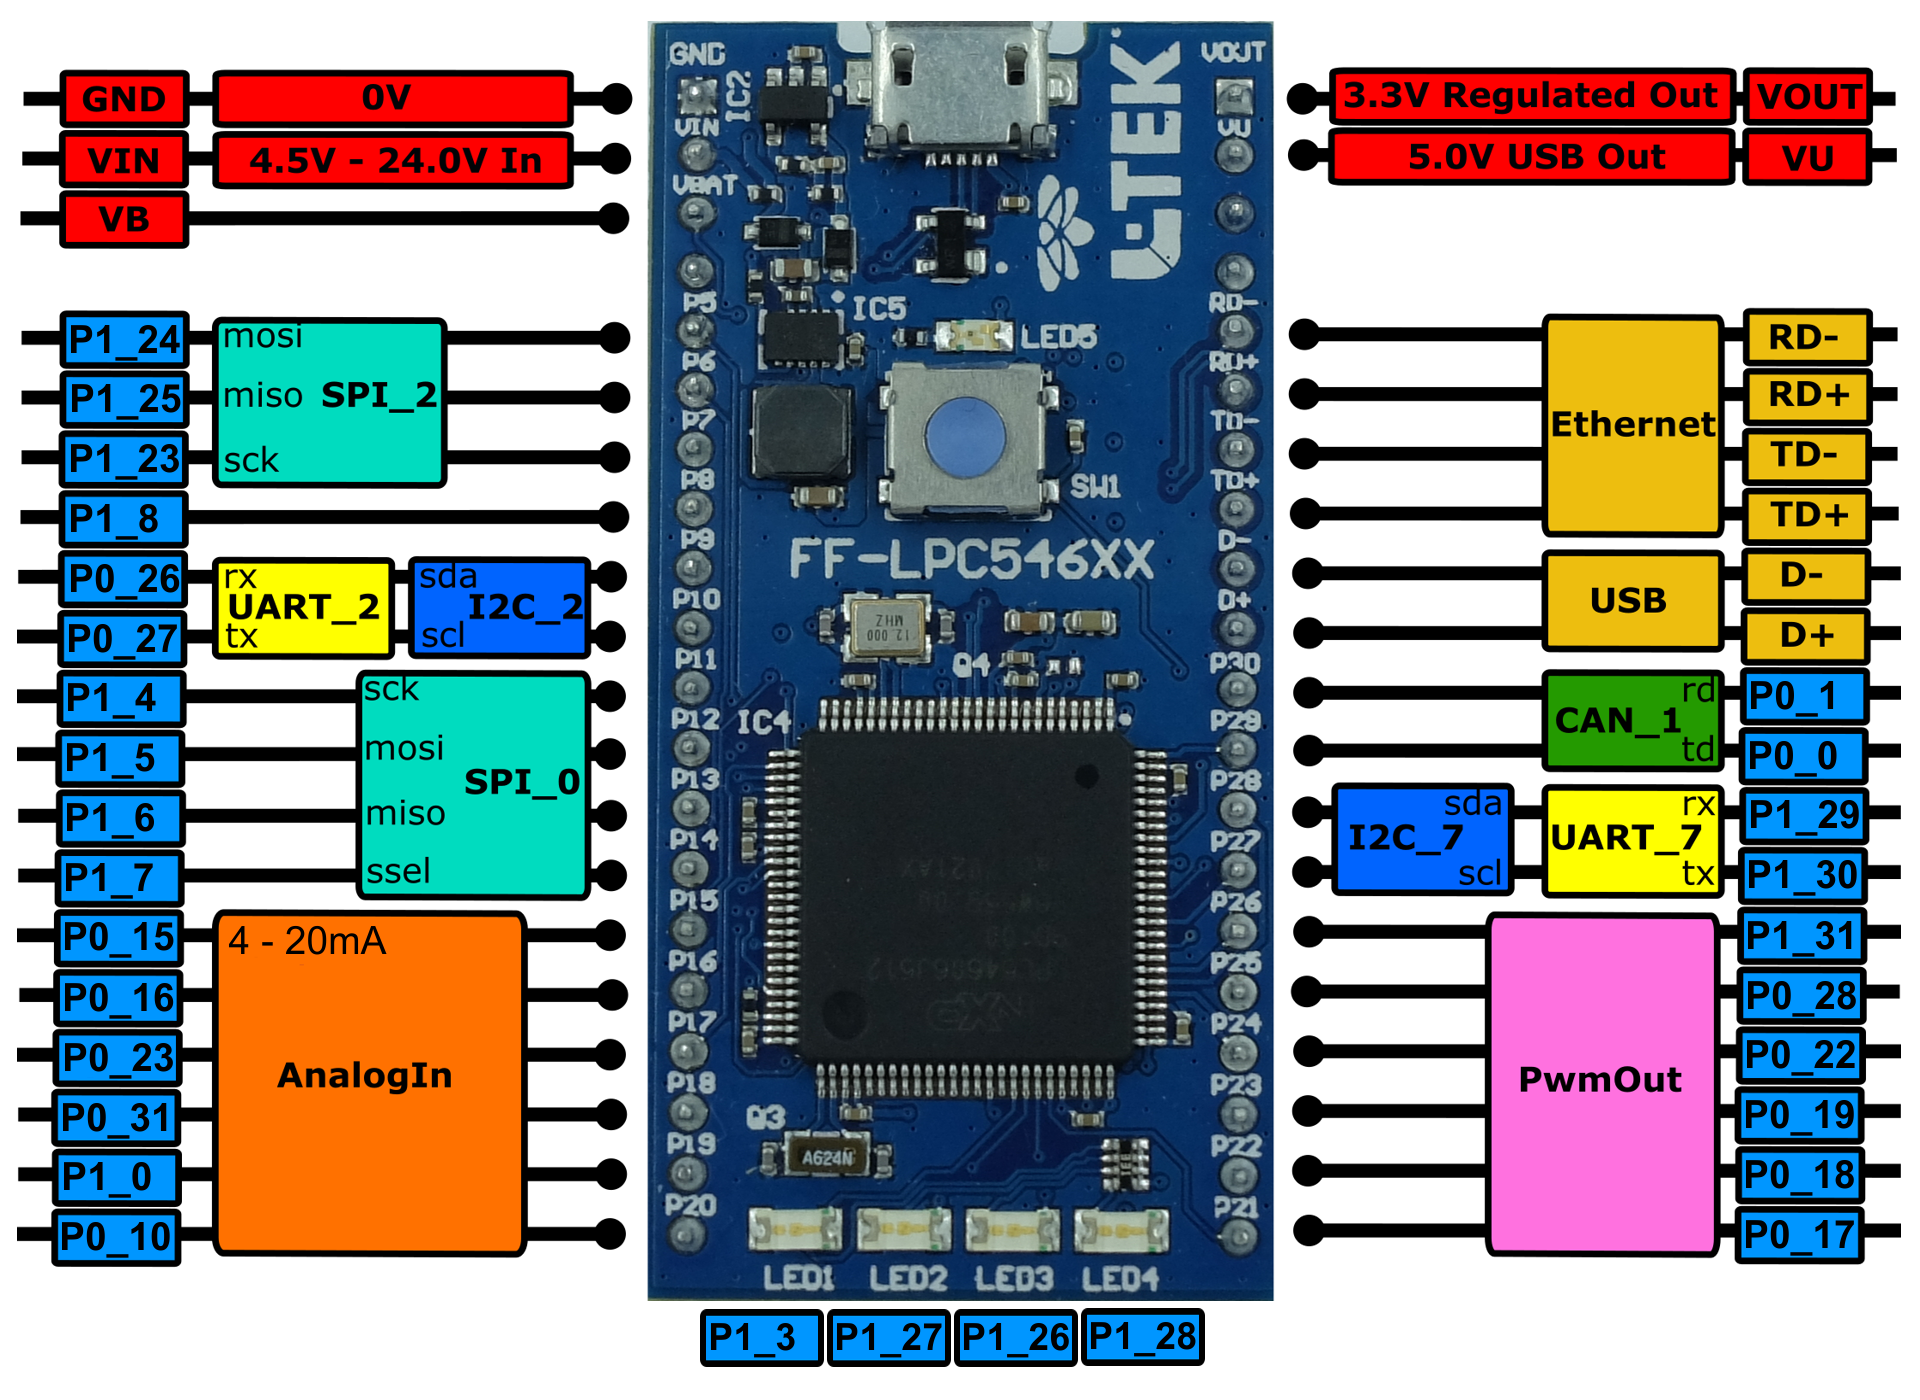 GND 0V
VIN 4.5V - 24.0V In
VB
P1_24 mosi
P1_25 miso SPI_2
P1_23 sck
P1_8
P0_26 rx sda
UART_2 I2C_2
P0_27 tx scl
P1_4 sck
P1_5 mosi
SPI_0
P1_6 miso
P1_7 ssel
P0_15 4 - 20mA
P0_16
P0_23 AnalogIn
P0_31
P1_0
P0_10
GND
IC2
VIN
VBAT
P5
P6
P7
P8
P9
P10
P11
P12
P13
P14
P15
P16
P17
P18
P19
P20
U-TEK
IC5
LED5
SW1
FF-LPC546XX
12.000
MHZ
Q4
IC4
NXP
Q3
A624N
LED1 LED2 LED3 LED4
VOUT
VU
RD-
RD+
TD-
TD+
D-
D+
P30
P29
P28
P27
P26
P25
P24
P23
P22
P21
3.3V Regulated Out VOUT
5.0V USB Out VU
RD-
RD+
Ethernet
TD-
TD+
D-
USB
D+
rd P0_1
CAN_1
td P0_0
sda rx P1_29
I2C_7 UART_7
scl tx P1_30
P1_31
P0_28
P0_22
PwmOut
P0_19
P0_18
P0_17
P1_3 P1_27 P1_26 P1_28